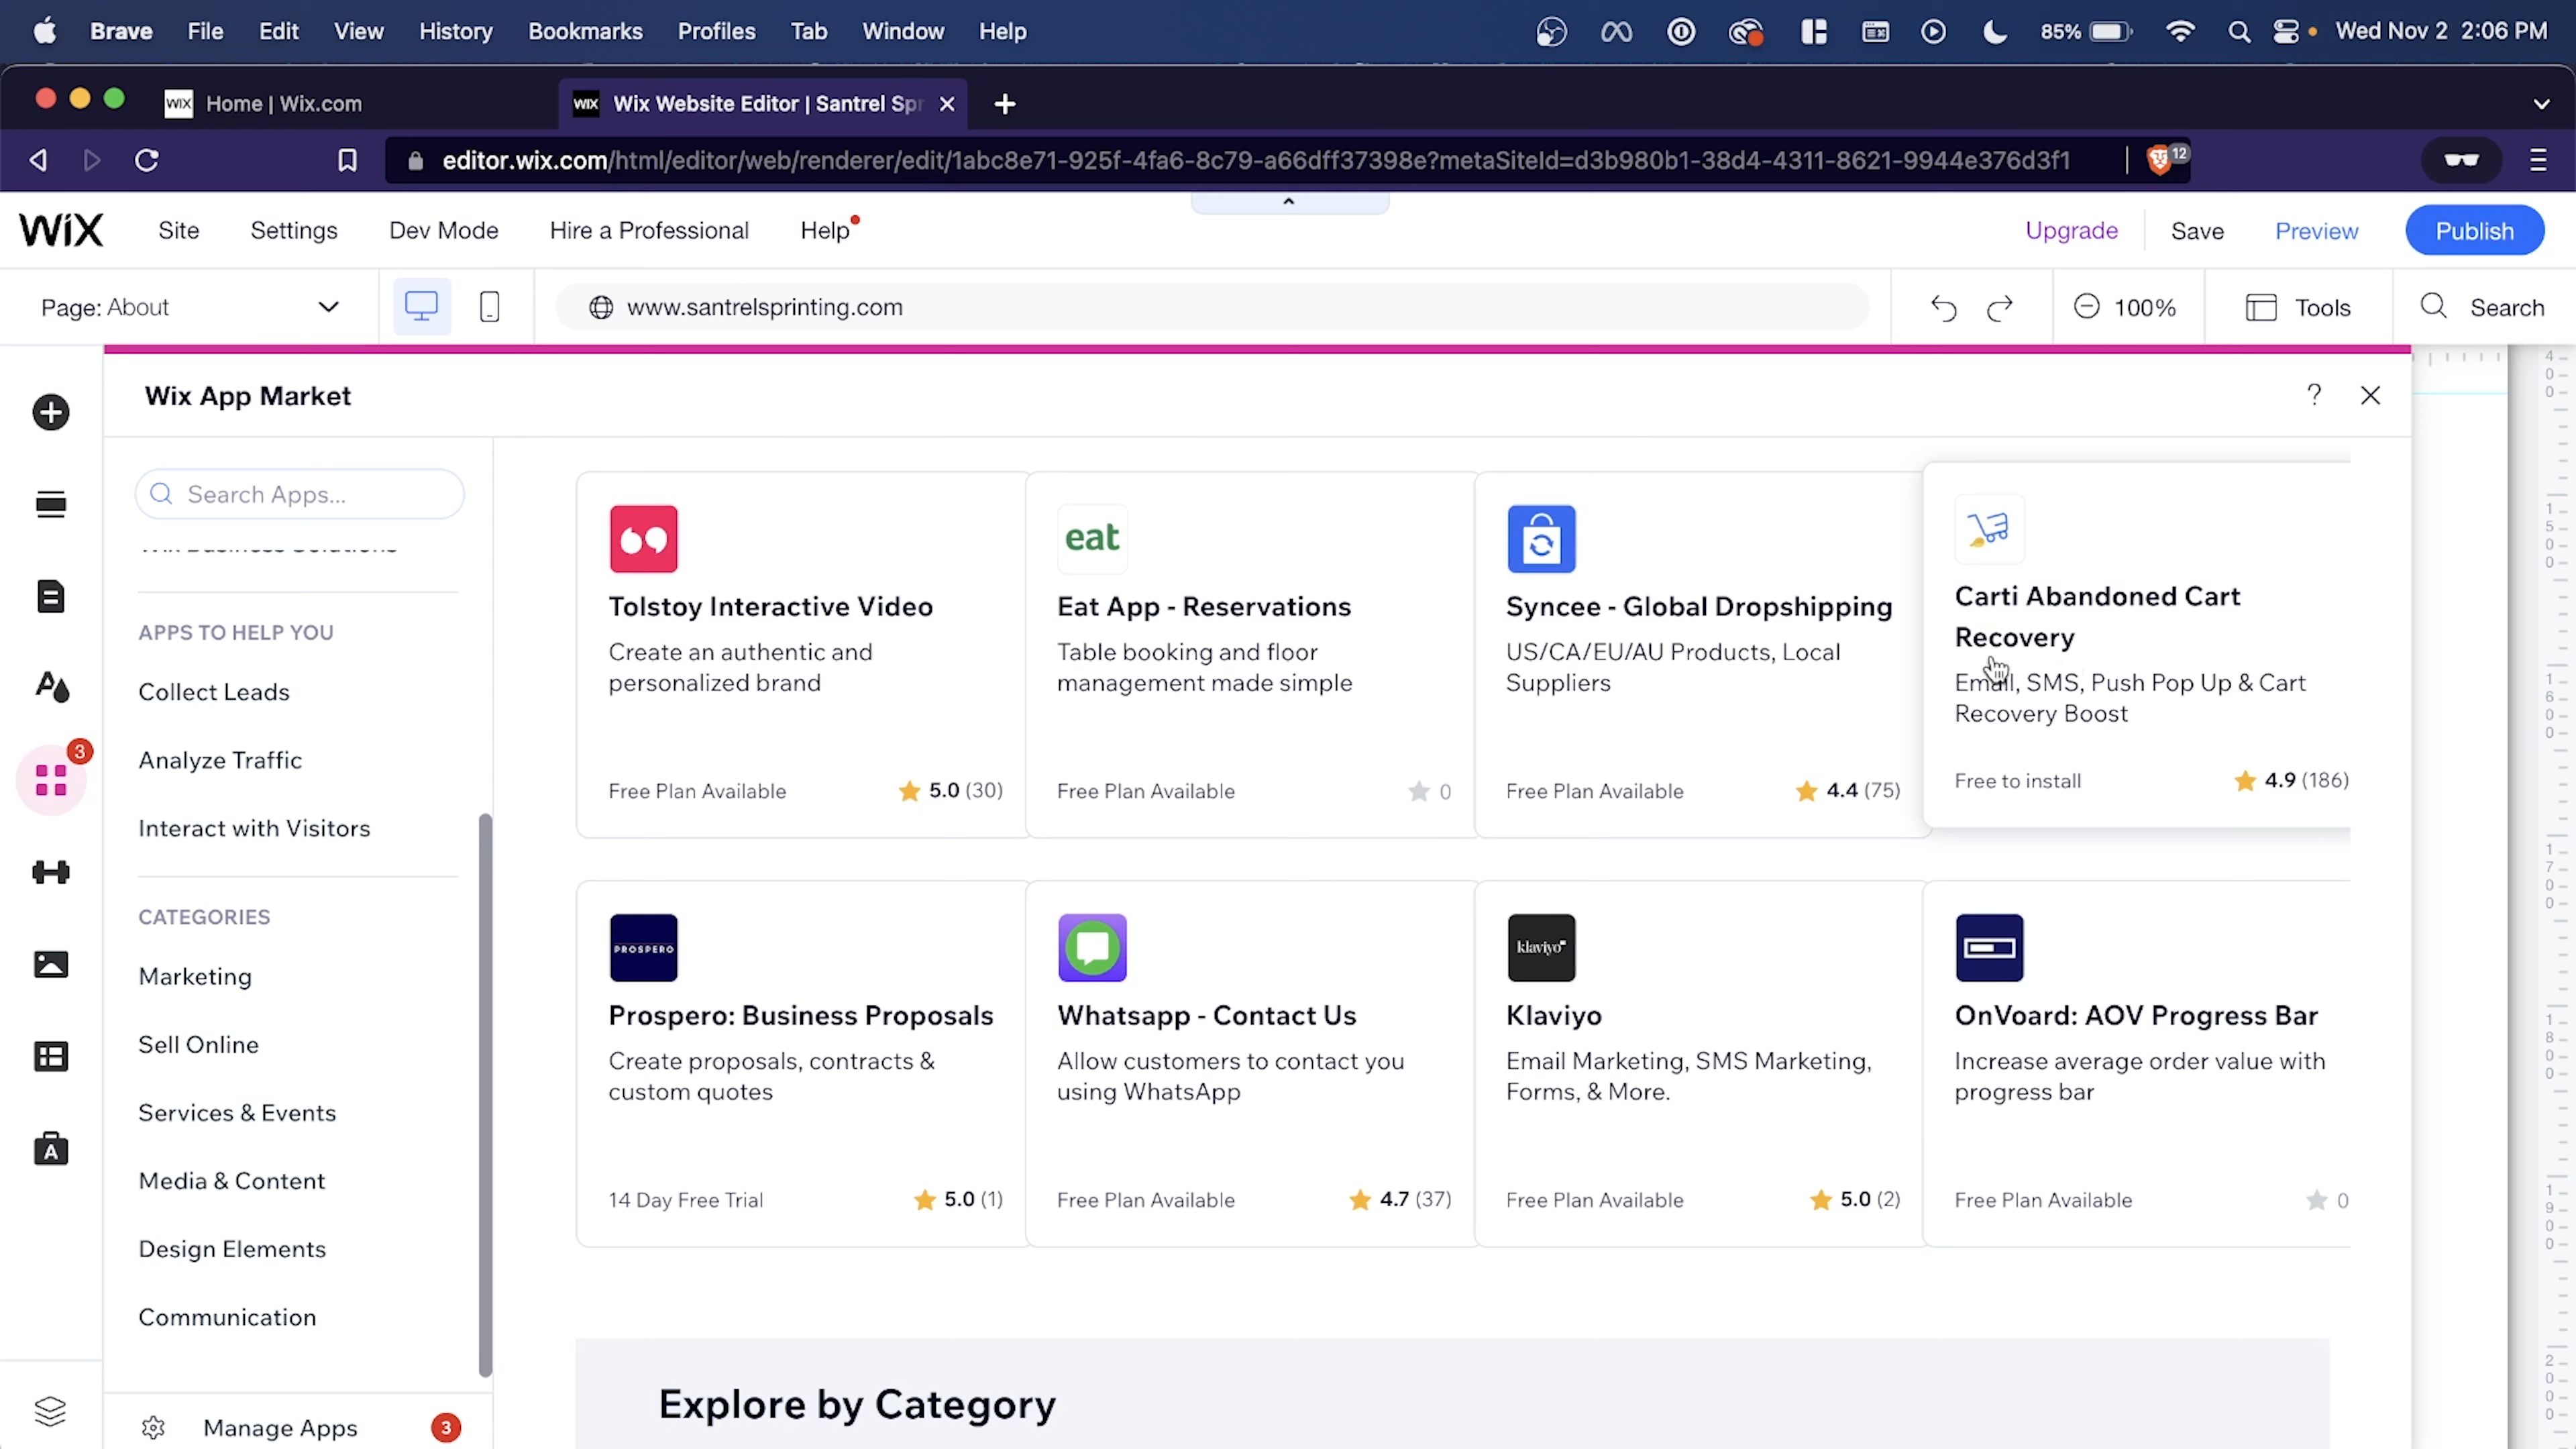 Brave File Edit View History Bookmarks Profiles Tab Window Help 85% Wed Nov 2 2:06 PM
WIX Home | Wix.com WIX Wix Website Editor | Santrel Spr
editor.wix.com/html/editor/web/renderer/edit/1abc8e71-925f-4fa6-8c79-a66dff37398e?metaSiteId=d3b980b1-38d4-4311-8621-9944e376d3f1 12
WiX Site Settings Dev Mode Hire a Professional Help Upgrade Save Preview Publish
Page: About www.santrelsprinting.com 100% Tools Search
Wix App Market ?
Search Apps...
Wix Business Solutions
APPS TO HELP YOU
Collect Leads
Analyze Traffic
3
Interact with Visitors
CATEGORIES
Marketing
Sell Online
Services & Events
Media & Content
Design Elements
Communication
Manage Apps 3
Tolstoy Interactive Video
Create an authentic and
personalized brand
Free Plan Available 5.0 (30)
eat
Eat App - Reservations
Table booking and floor
management made simple
Free Plan Available 0
Syncee - Global Dropshipping
US/CA/EU/AU Products, Local
Suppliers
Free Plan Available 4.4 (75)
Carti Abandoned Cart
Recovery
Email, SMS, Push Pop Up & Cart
Recovery Boost
Free to install 4.9 (186)
PROSPERO
Prospero: Business Proposals
Create proposals, contracts &
custom quotes
14 Day Free Trial 5.0 (1)
Whatsapp - Contact Us
Allow customers to contact you
using WhatsApp
Free Plan Available 4.7 (37)
klaviyo
Klaviyo
Email Marketing, SMS Marketing,
Forms, & More.
Free Plan Available 5.0 (2)
OnVoard: AOV Progress Bar
Increase average order value with
progress bar
Free Plan Available 0
Explore by Category
1500
1600
1700
1800
1900